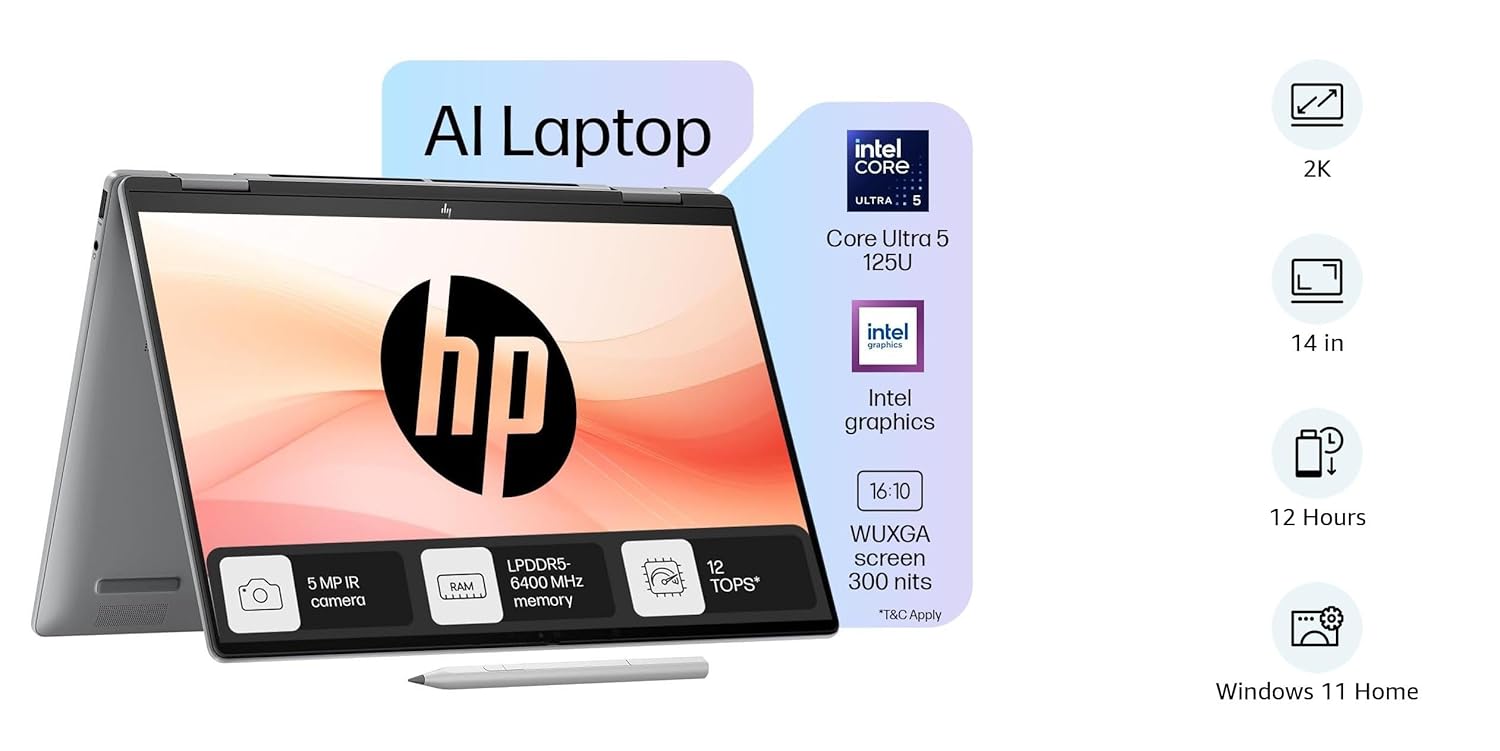 AI Laptop
intel
CORE
ULTRA 5
Core Ultra 5
125U
intel
graphics
Intel
graphics
16:10
WUXGA
screen
300 nits
*T&C Apply
hp
hp
5 MP IR
camera
RAM
LPDDR5-
6400 MHz
memory
12
TOPS*
2K
14 in
12 Hours
Windows 11 Home